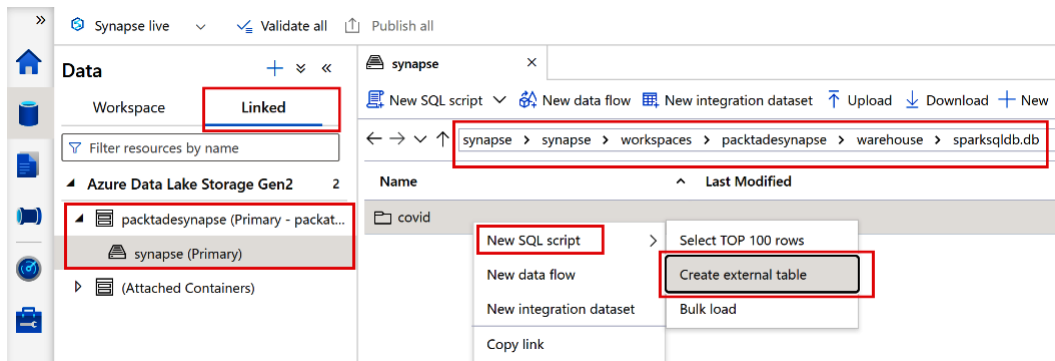 » Synapse live Validate all Publish all
Data + « 
Workspace Linked
Filter resources by name
Azure Data Lake Storage Gen2 2
packtadesynapse (Primary - packat...
synapse (Primary)
(Attached Containers)
synapse ×
New SQL script New data flow New integration dataset Upload Download New
synapse > synapse > workspaces > packtadesynapse > warehouse > sparksqldb.db
Name Last Modified
covid
New SQL script >
New data flow
New integration dataset
Copy link
Select TOP 100 rows
Create external table
Bulk load